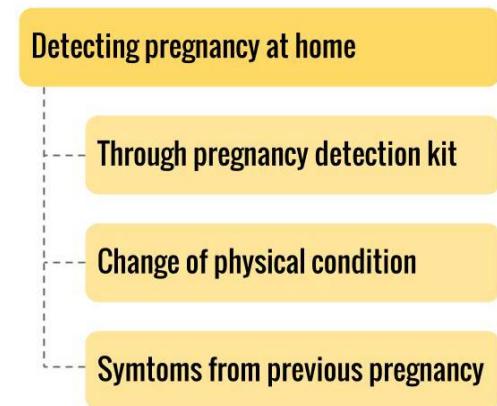 Detecting pregnancy at home
Through pregnancy detection kit
Change of physical condition
Symtoms from previous pregnancy